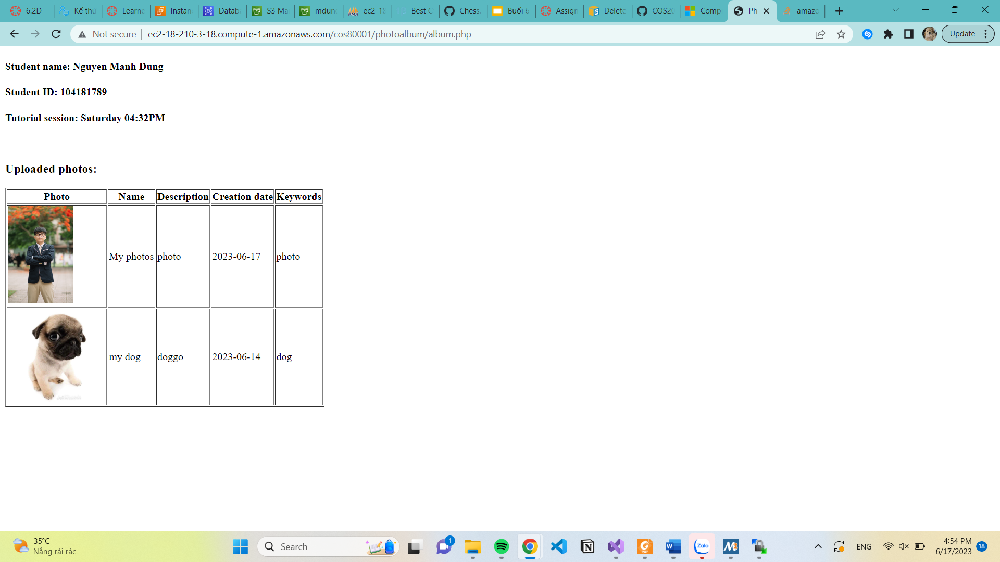 6.2D -
Kế thừ
Learne
Instan
Datab
S3 Ma
mdung
ec2-18
Best C
Chess.
Buổi 6
Assign
Delete
COS20
Compi
Ph
amazo
Not secure
ec2-18-210-3-18.compute-1.amazonaws.com/cos80001/photoalbum/album.php
Update
Student name: Nguyen Manh Dung
Student ID: 104181789
Tutorial session: Saturday 04:32PM
Uploaded photos:
Photo Name Description Creation date Keywords
My photos photo 2023-06-17 photo
my dog doggo 2023-06-14 dog
35°C
Nắng rải rác
Search
1
Zalo
ENG
4:54 PM
6/17/2023
18